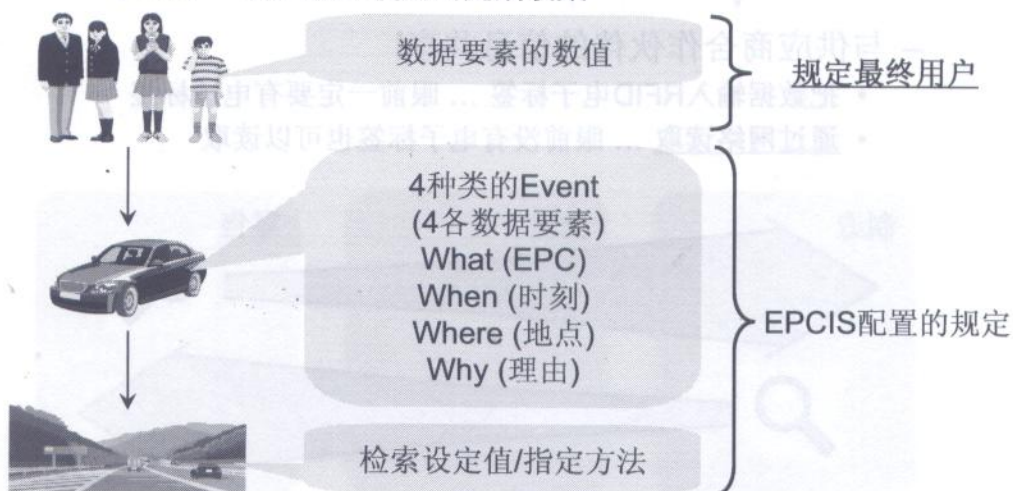 数据要素的数值
规定最终用户
4种类的Event
(4各数据要素)
What (EPC)
When (时刻)
Where (地点)
Why (理由)
EPCIS配置的规定
检索设定值/指定方法